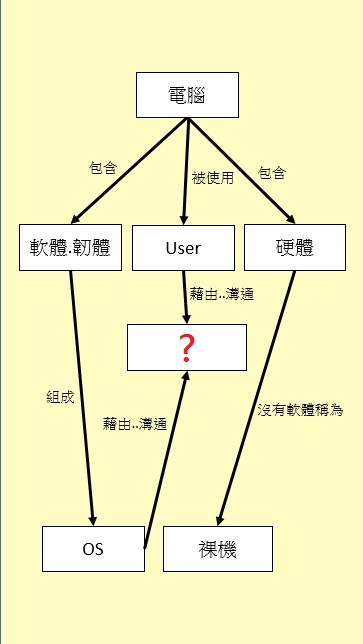 電腦
包含
被使用
包含
軟體.韌體
User
硬體
藉由..溝通
?
組成
藉由..溝通
沒有軟體稱為
OS
裸機